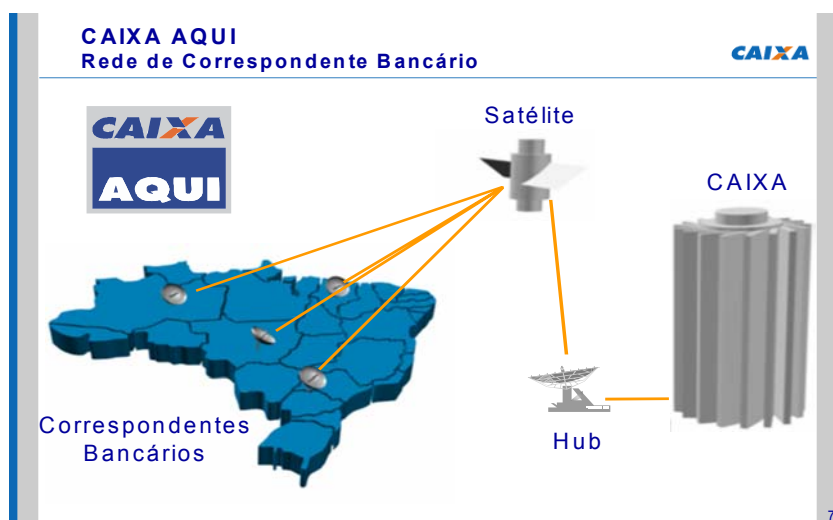 CAIXA AQUI
Rede de Correspondente Bancário
CAIXA
CAIXA
AQUI
Satélite
CAIXA
Correspondentes
Bancários
Hub
7